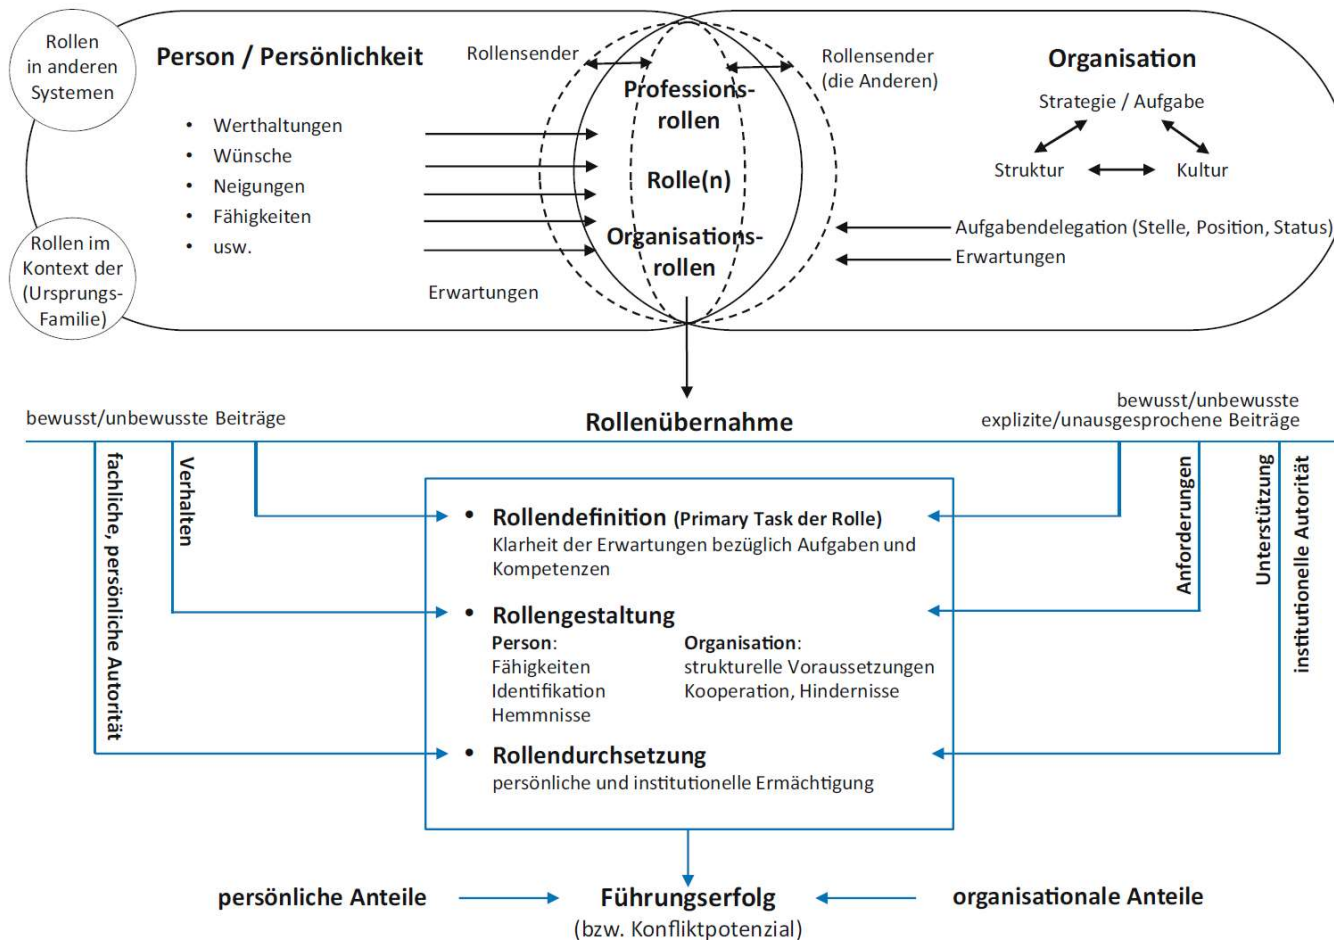 Rollen
in anderen
Systemen
Person / Persönlichkeit
• Werthaltungen
• Wünsche
• Neigungen
• Fähigkeiten
• usw.
Rollen im
Kontext der
(Ursprungs-
Familie)
Rollensender
Erwartungen
Professions-
rollen
Rolle(n)
Organisations-
rollen
Rollensender
(die Anderen)
Organisation
Strategie / Aufgabe
Struktur
Kultur
Aufgabendelegation (Stelle, Position, Status)
Erwartungen
bewusst/unbewusste Beiträge
Rollenübernahme
bewusst/unbewusste
explizite/unausgesprochene Beiträge
fachliche, persönliche Autorität
Verhalten
• Rollendefinition (Primary Task der Rolle)
Klarheit der Erwartungen bezüglich Aufgaben und
Kompetenzen
• Rollengestaltung
Person:
Fähigkeiten
Identifikation
Hemmnisse
Organisation:
strukturelle Voraussetzungen
Kooperation, Hindernisse
• Rollendurchsetzung
persönliche und institutionelle Ermächtigung
Anforderungen
Unterstützung
institutionelle Autorität
persönliche Anteile
Führungserfolg
(bzw. Konfliktpotenzial)
organisationale Anteile